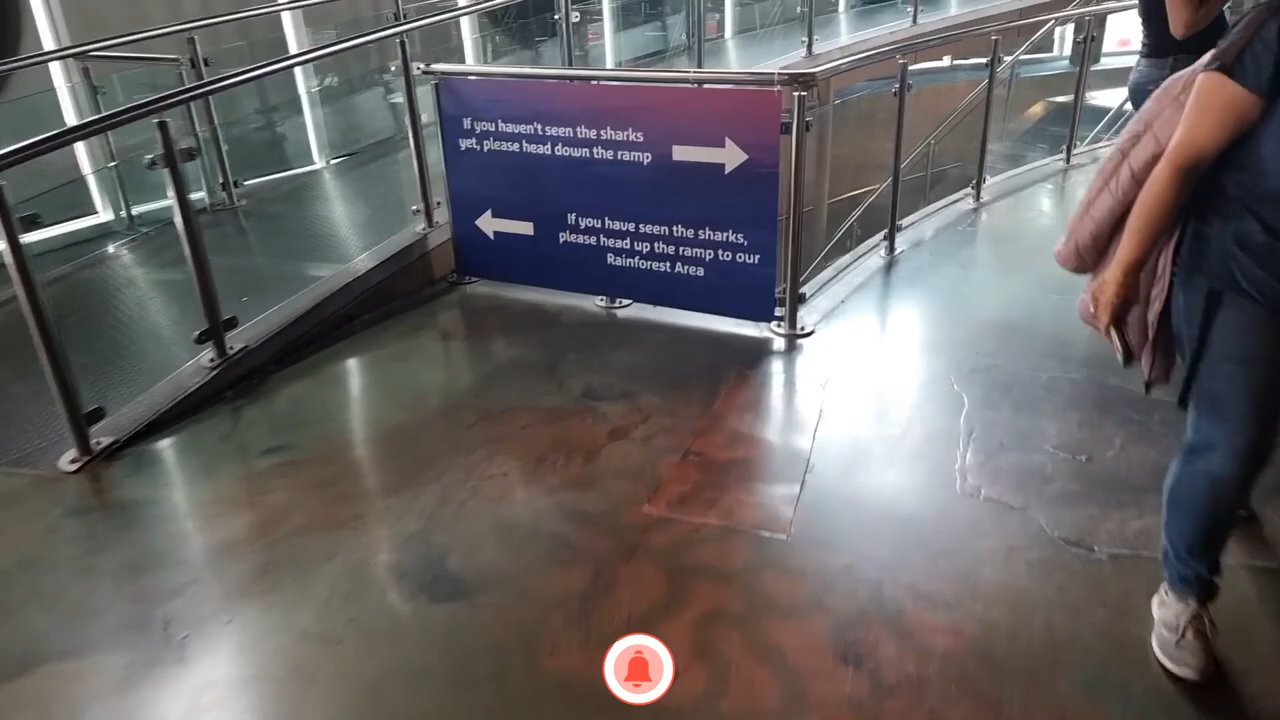 If you haven't seen the sharks
yet, please head down the ramp
If you have seen the sharks,
please head up the ramp to our
Rainforest Area